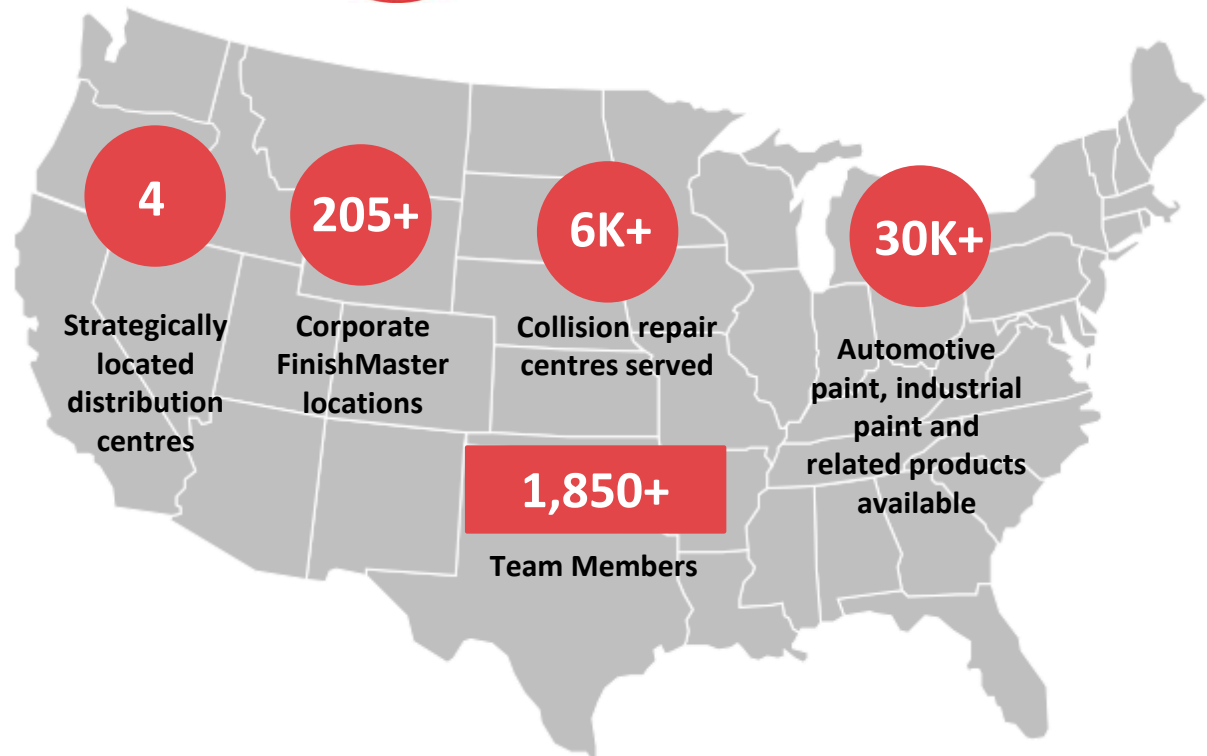 4
Strategically
located
distribution
centres
205+
Corporate
FinishMaster
locations
6K+
Collision repair
centres served
30K+
Automotive
paint, industrial
paint and
related products
available
1,850+
Team Members